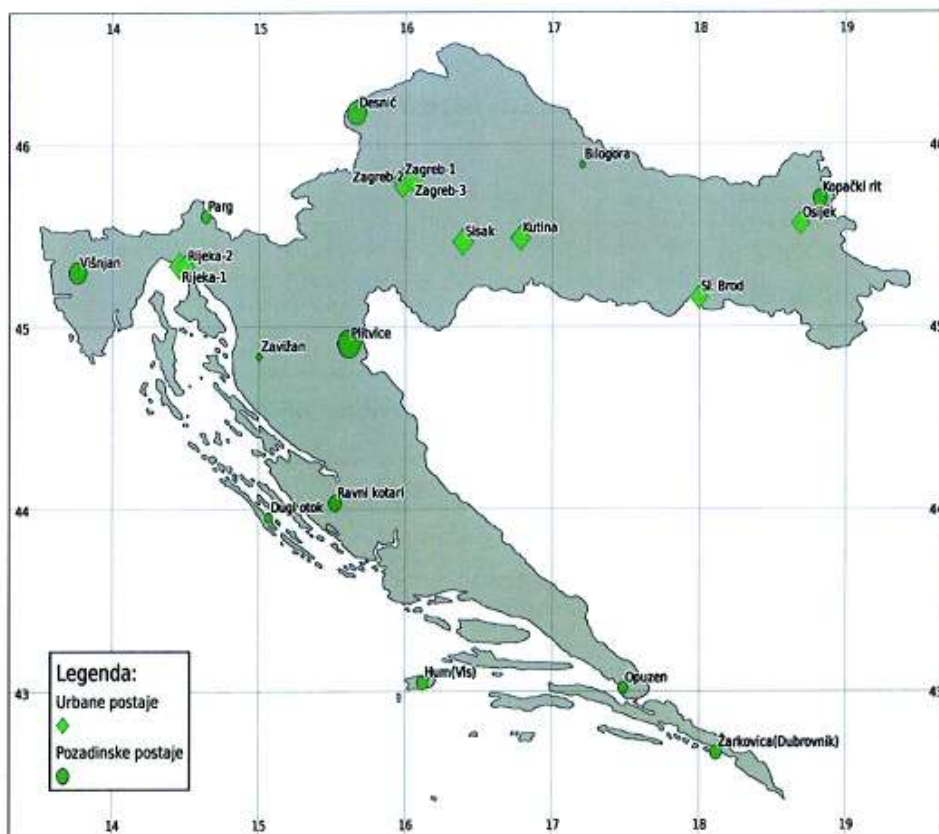 14 15 16 17 18 19
Desnić
46
Bilogora
Zagreb-1
Zagreb-2
Zagreb-3
Kopački rit
Osijek
Parg
Sisak
Kutina
Rijeka-2
Rijeka-1
Višnjan
Sl. Brod
45
Plitvice
Zavižan
Ravni kotari
Dugi otok
44
44
Hum(Vis)
Opuzen
43
43
Žarkovica(Dubrovnik)
Legenda:
Urbane postaje
Pozadinske postaje
14 15 16 17 18 19